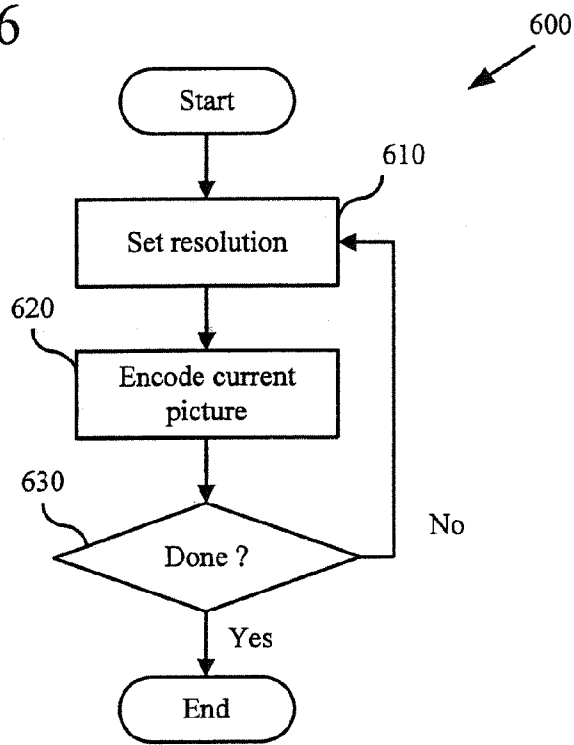 6
600
Start
610
Set resolution
620
Encode current
picture
630
Done ?
No
Yes
End